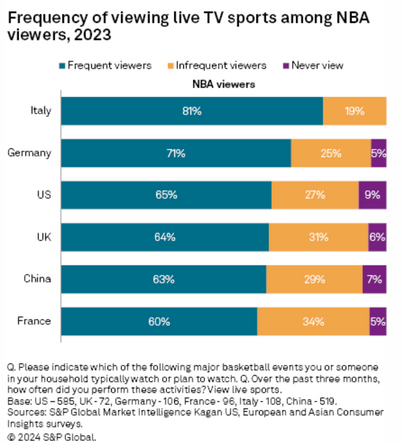 Frequency of viewing live TV sports among NBA
viewers, 2023
Frequent viewers Infrequent viewers Never view
NBA viewers
Italy 81% 19%
Germany 71% 25% 5%
US 65% 27% 9%
UK 64% 31% 6%
China 63% 29% 7%
France 60% 34% 5%
Q. Please indicate which of the following major basketball events you or someone
in your household typically watch or plan to watch. Q. Over the past three months,
how often did you perform these activities? View live sports.
Base: US – 585, UK - 72, Germany - 106, France - 96, Italy - 108, China - 519.
Sources: S&P Global Market Intelligence Kagan US, European and Asian Consumer
Insights surveys.
© 2024 S&P Global.